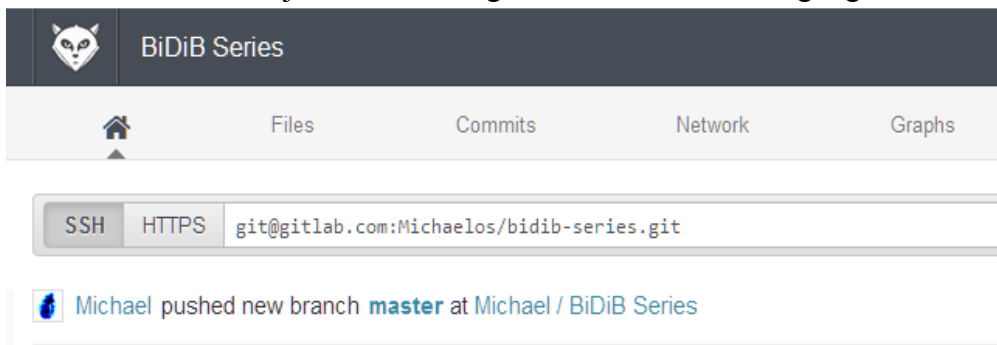 BiDiB Series
Files Commits Network Graphs
SSH HTTPS git@gitlab.com:Michaelos/bidib-series.git
Michael pushed new branch master at Michael / BiDiB Series